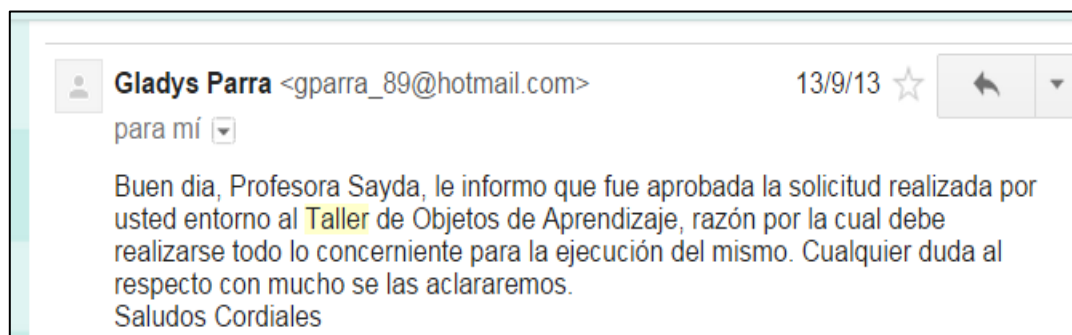 Gladys Parra <gparra_89@hotmail.com> 13/9/13
para mí
Buen dia, Profesora Sayda, le informo que fue aprobada la solicitud realizada por
usted entorno al Taller de Objetos de Aprendizaje, razón por la cual debe
realizarse todo lo concerniente para la ejecución del mismo. Cualquier duda al
respecto con mucho se las aclararemos.
Saludos Cordiales